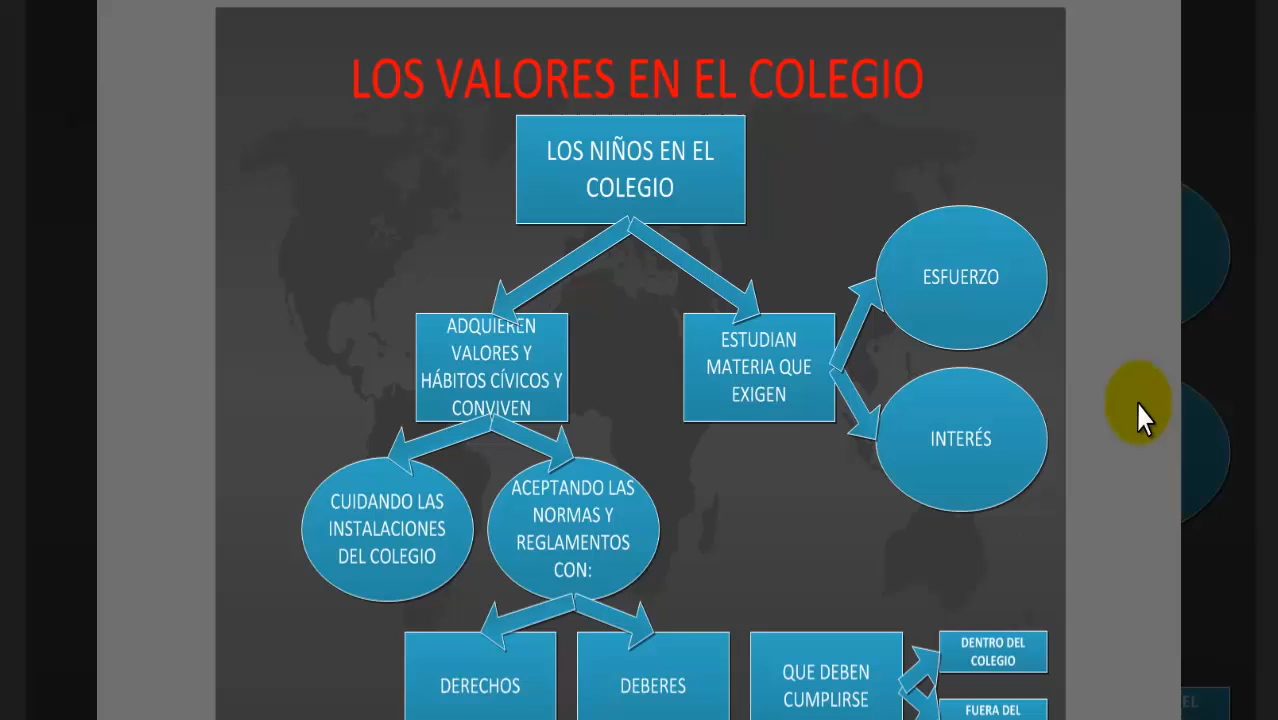 LOS VALORES EN EL COLEGIO
LOS NIÑOS EN EL
COLEGIO
ADQUIEREN
VALORES Y
HÁBITOS CÍVICOS Y
CONVIVEN
ESTUDIAN
MATERIA QUE
EXIGEN
ESFUERZO
INTERÉS
CUIDANDO LAS
INSTALACIONES
DEL COLEGIO
ACEPTANDO LAS
NORMAS Y
REGLAMENTOS
CON:
DERECHOS
DEBERES
QUE DEBEN
CUMPLIRSE
DENTRO DEL
COLEGIO
FUERA DEL
EL